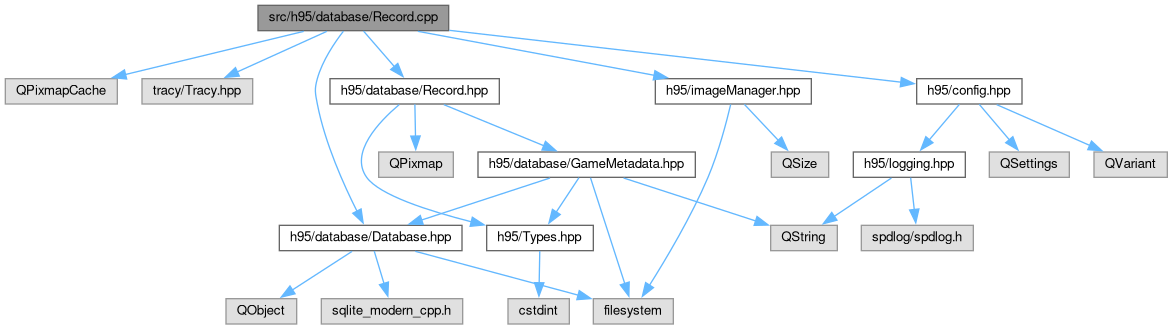 src/h95/database/Record.cpp
QPixmapCache
tracy/Tracy.hpp
h95/database/Record.hpp
h95/imageManager.hpp
h95/config.hpp
QPixmap
h95/database/GameMetadata.hpp
QSize
h95/logging.hpp
QSettings
QVariant
h95/database/Database.hpp
h95/Types.hpp
QString
spdlog/spdlog.h
QObject
sqlite_modern_cpp.h
cstdint
filesystem